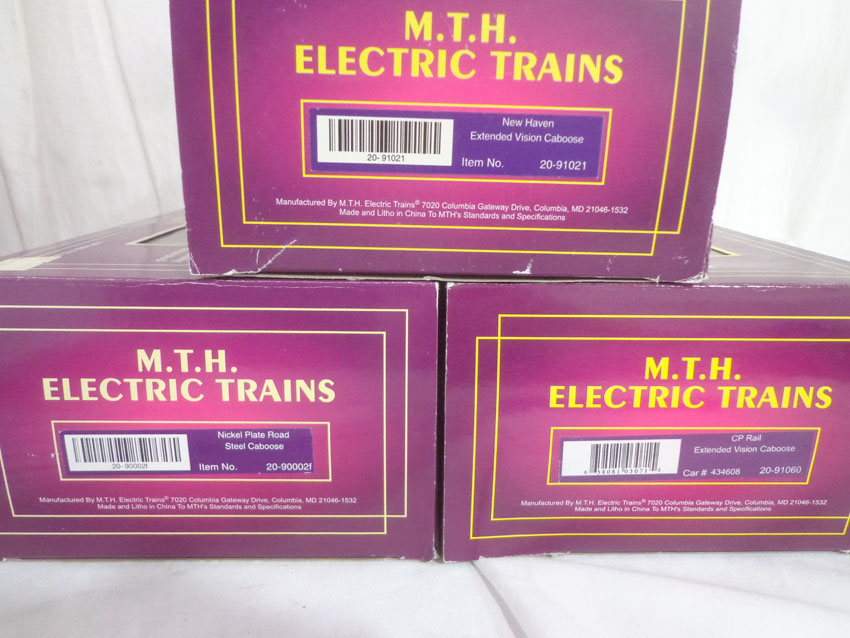 M.T.H.
ELECTRIC TRAINS
New Haven
Extended Vision Caboose
20-91021
Item No. 20-91021
Manufactured By M.T.H. Electric Trains® 7020 Columbia Gateway Drive, Columbia, MD 21046-1532
Made and Litho in China To MTH's Standards and Specifications
M.T.H.
ELECTRIC TRAINS
Nickel Plate Road
Steel Caboose
20-90002f
Item No. 20-90002f
Manufactured By M.T.H. Electric Trains® 7020 Columbia Gateway Drive, Columbia, MD 21046-1532
Made and Litho in China To MTH's Standards and Specifications
M.T.H.
ELECTRIC TRAINS
CP Rail
Extended Vision Caboose
Car # 434608 20-91060
Manufactured By M.T.H. Electric Trains® 7020 Columbia Gateway Drive, Columbia, MD 21046-1532
Made and Litho in China To MTH's Standards and Specifications